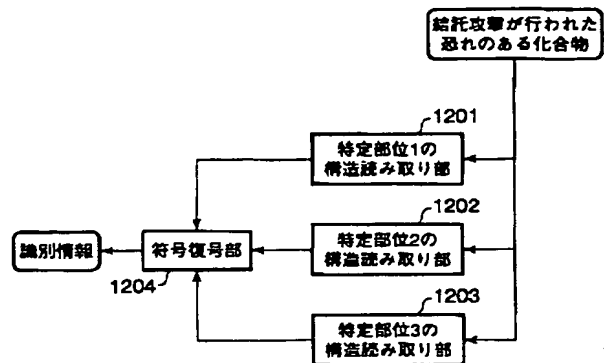 結託攻撃が行われた
恐れのある化合物
1201
特定部位1の
構造読み取り部
1202
特定部位2の
構造読み取り部
識別情報
符号復号部
1204
1203
特定部位3の
構造読み取り部